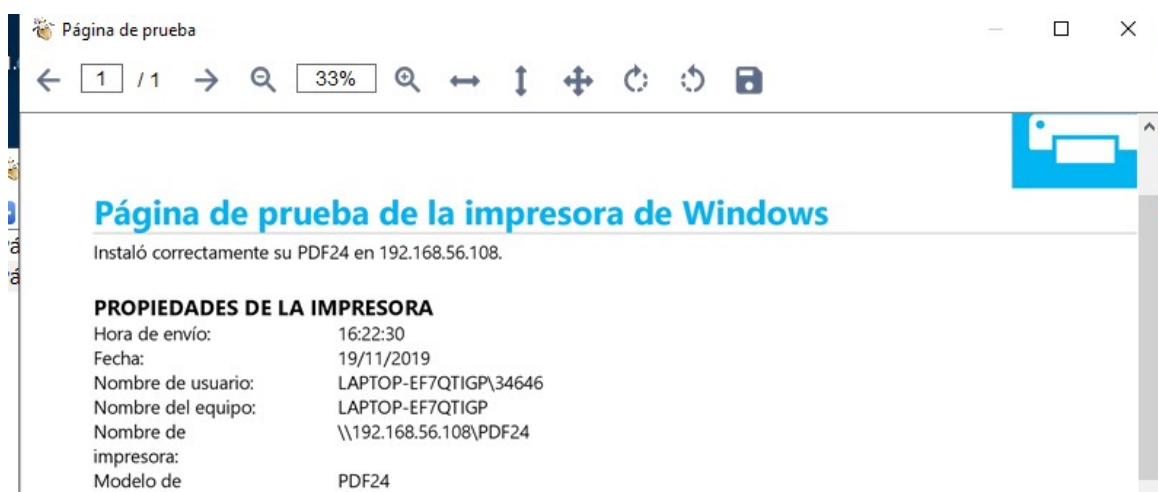 Página de prueba
1 / 1 33%
Página de prueba de la impresora de Windows
Instaló correctamente su PDF24 en 192.168.56.108.
PROPIEDADES DE LA IMPRESORA
Hora de envío: 16:22:30
Fecha: 19/11/2019
Nombre de usuario: LAPTOP-EF7QTIGP\34646
Nombre del equipo: LAPTOP-EF7QTIGP
Nombre de \\192.168.56.108\PDF24
impresora:
Modelo de PDF24